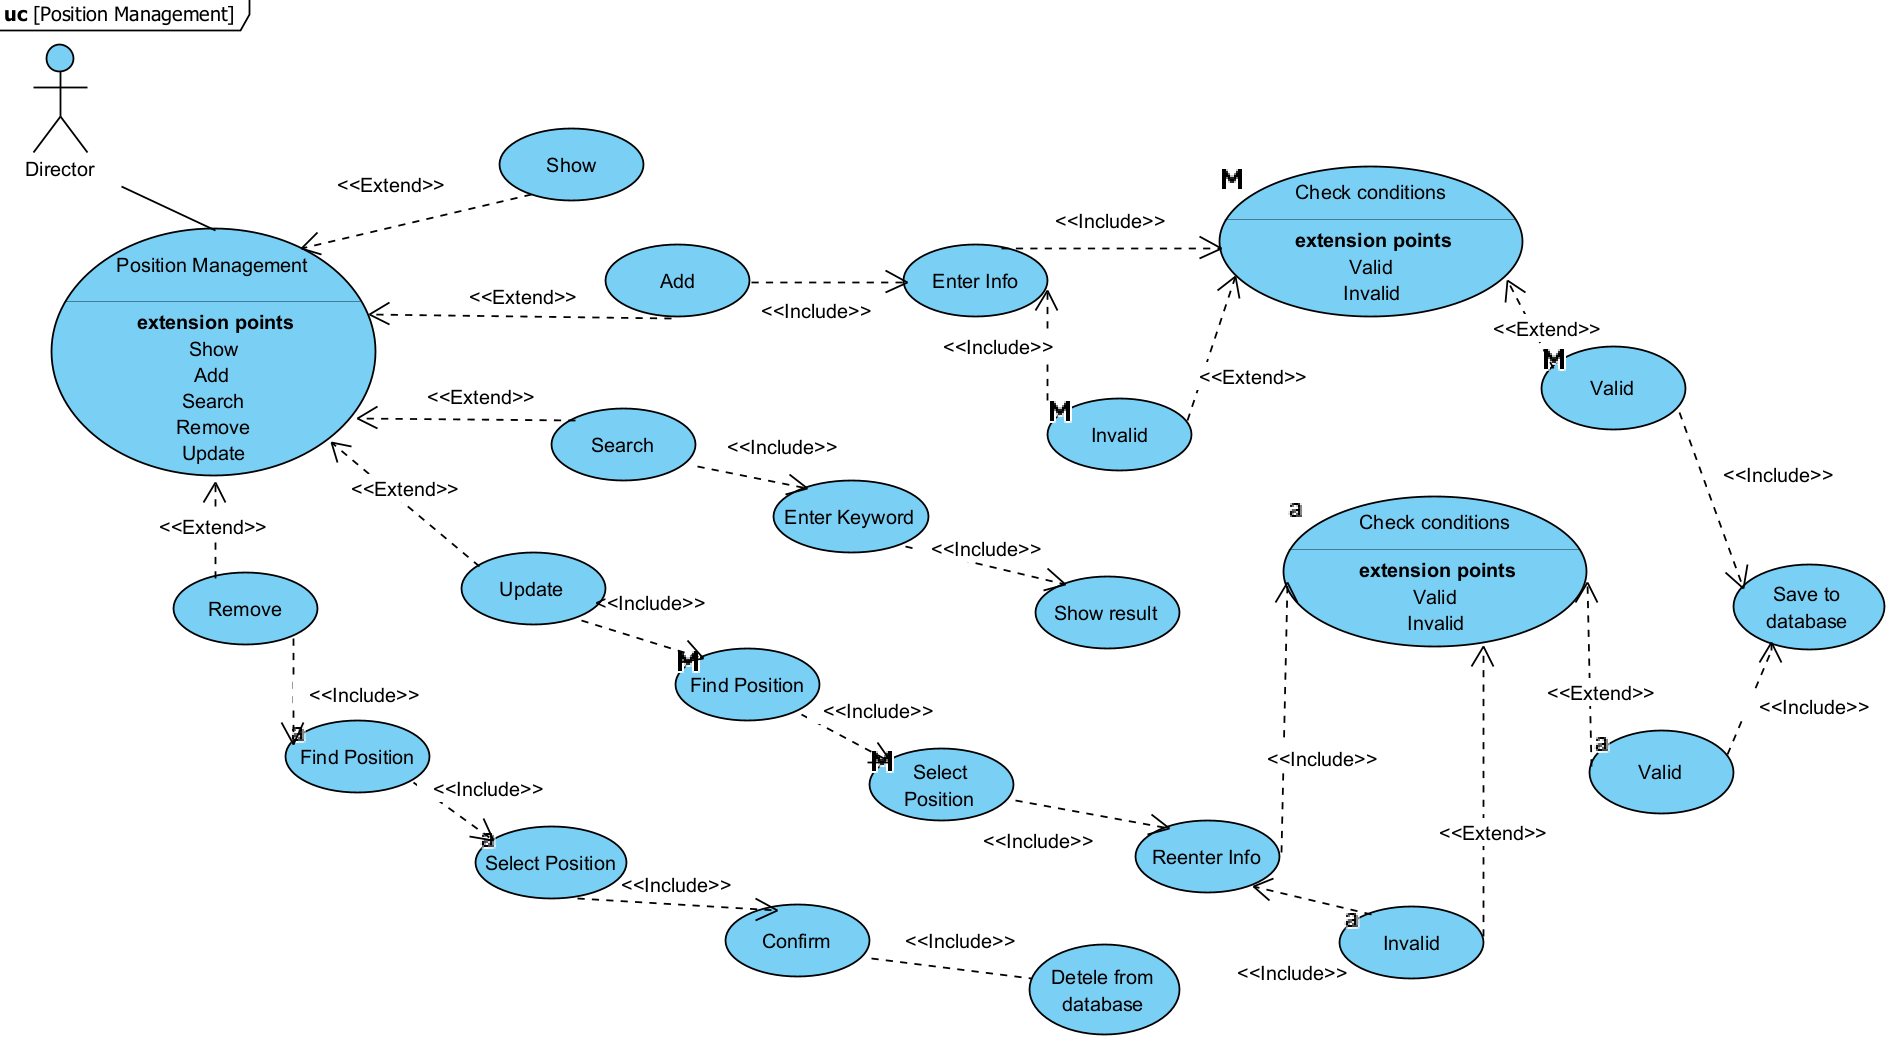 uc [Position Management]
Director
Show
<<Extend>>
Position Management
extension points
Show
Add
Search
Remove
Update
<<Extend>>
Add
<<Include>>
Enter Info
<<Include>>
M
Check conditions
extension points
Valid
Invalid
<<Include>>
<<Extend>>
M
Invalid
<<Extend>>
M
Valid
<<Include>>
<<Extend>>
Search
<<Include>>
Enter Keyword
<<Include>>
Show result
<<Extend>>
<<Extend>>
Remove
Update
<<Include>>
a
Check conditions
extension points
Valid
Invalid
Save to
database
<<Include>>
a
Find Position
<<Include>>
a
Select Position
<<Include>>
Confirm
<<Include>>
Detele from
database
M
Find Position
<<Include>>
M
Select
Position
<<Include>>
Reenter Info
<<Include>>
<<Extend>>
<<Extend>>
a
Valid
<<Include>>
a
Invalid
<<Include>>